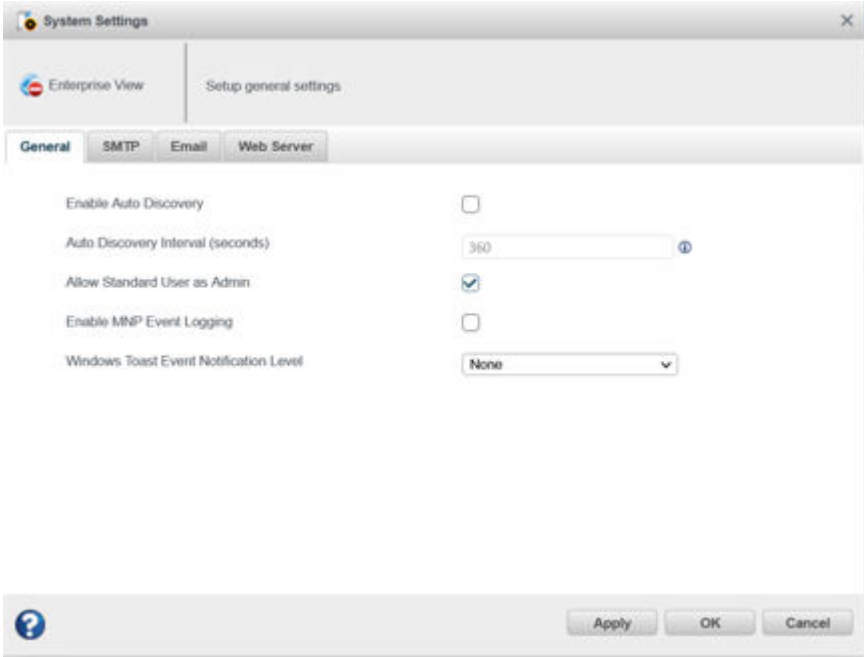 System Settings
Enterprise View
Setup general settings
General SMTP Email Web Server
Enable Auto Discovery
Auto Discovery Interval (seconds) 360
Allow Standard User as Admin
Enable MNP Event Logging
Windows Toast Event Notification Level None
Apply OK Cancel